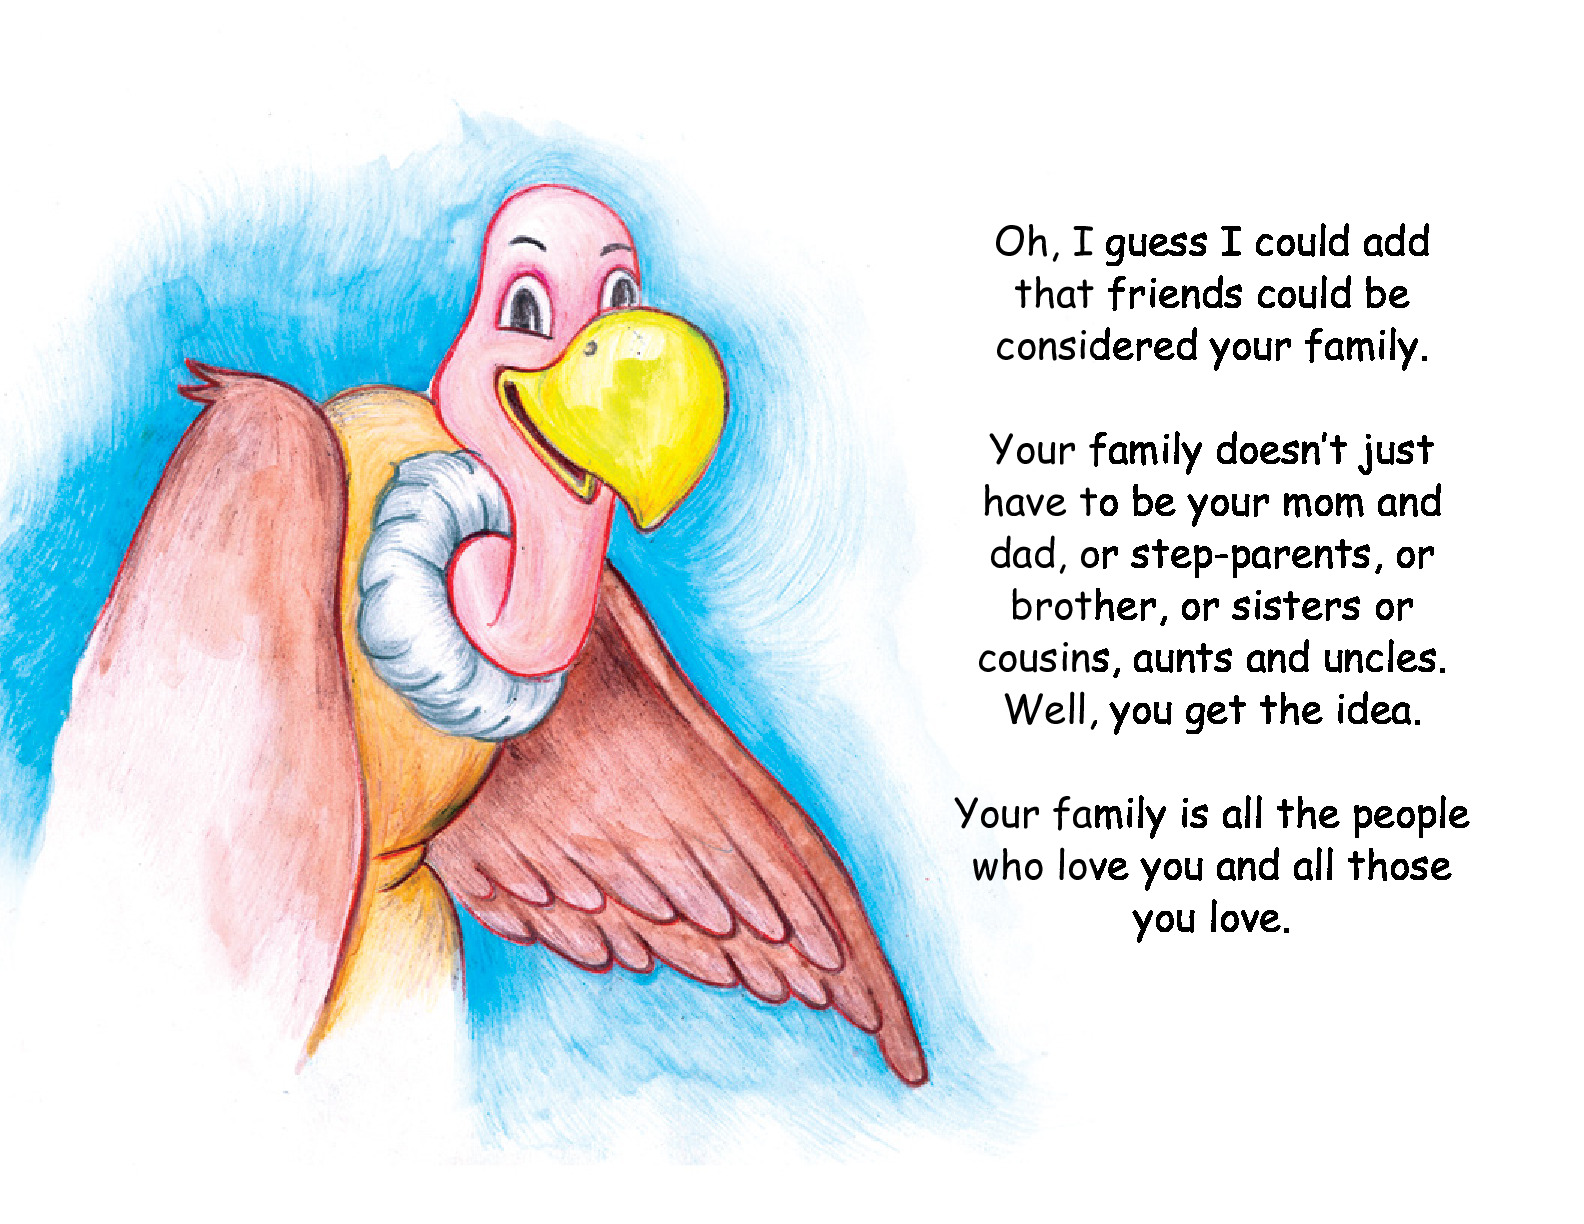 Oh, I guess I could add
that friends could be
considered your family.
Your family doesn't just
have to be your mom and
dad, or step-parents, or
brother, or sisters or
cousins, aunts and uncles.
Well, you get the idea.
Your family is all the people
who love you and all those
you love.